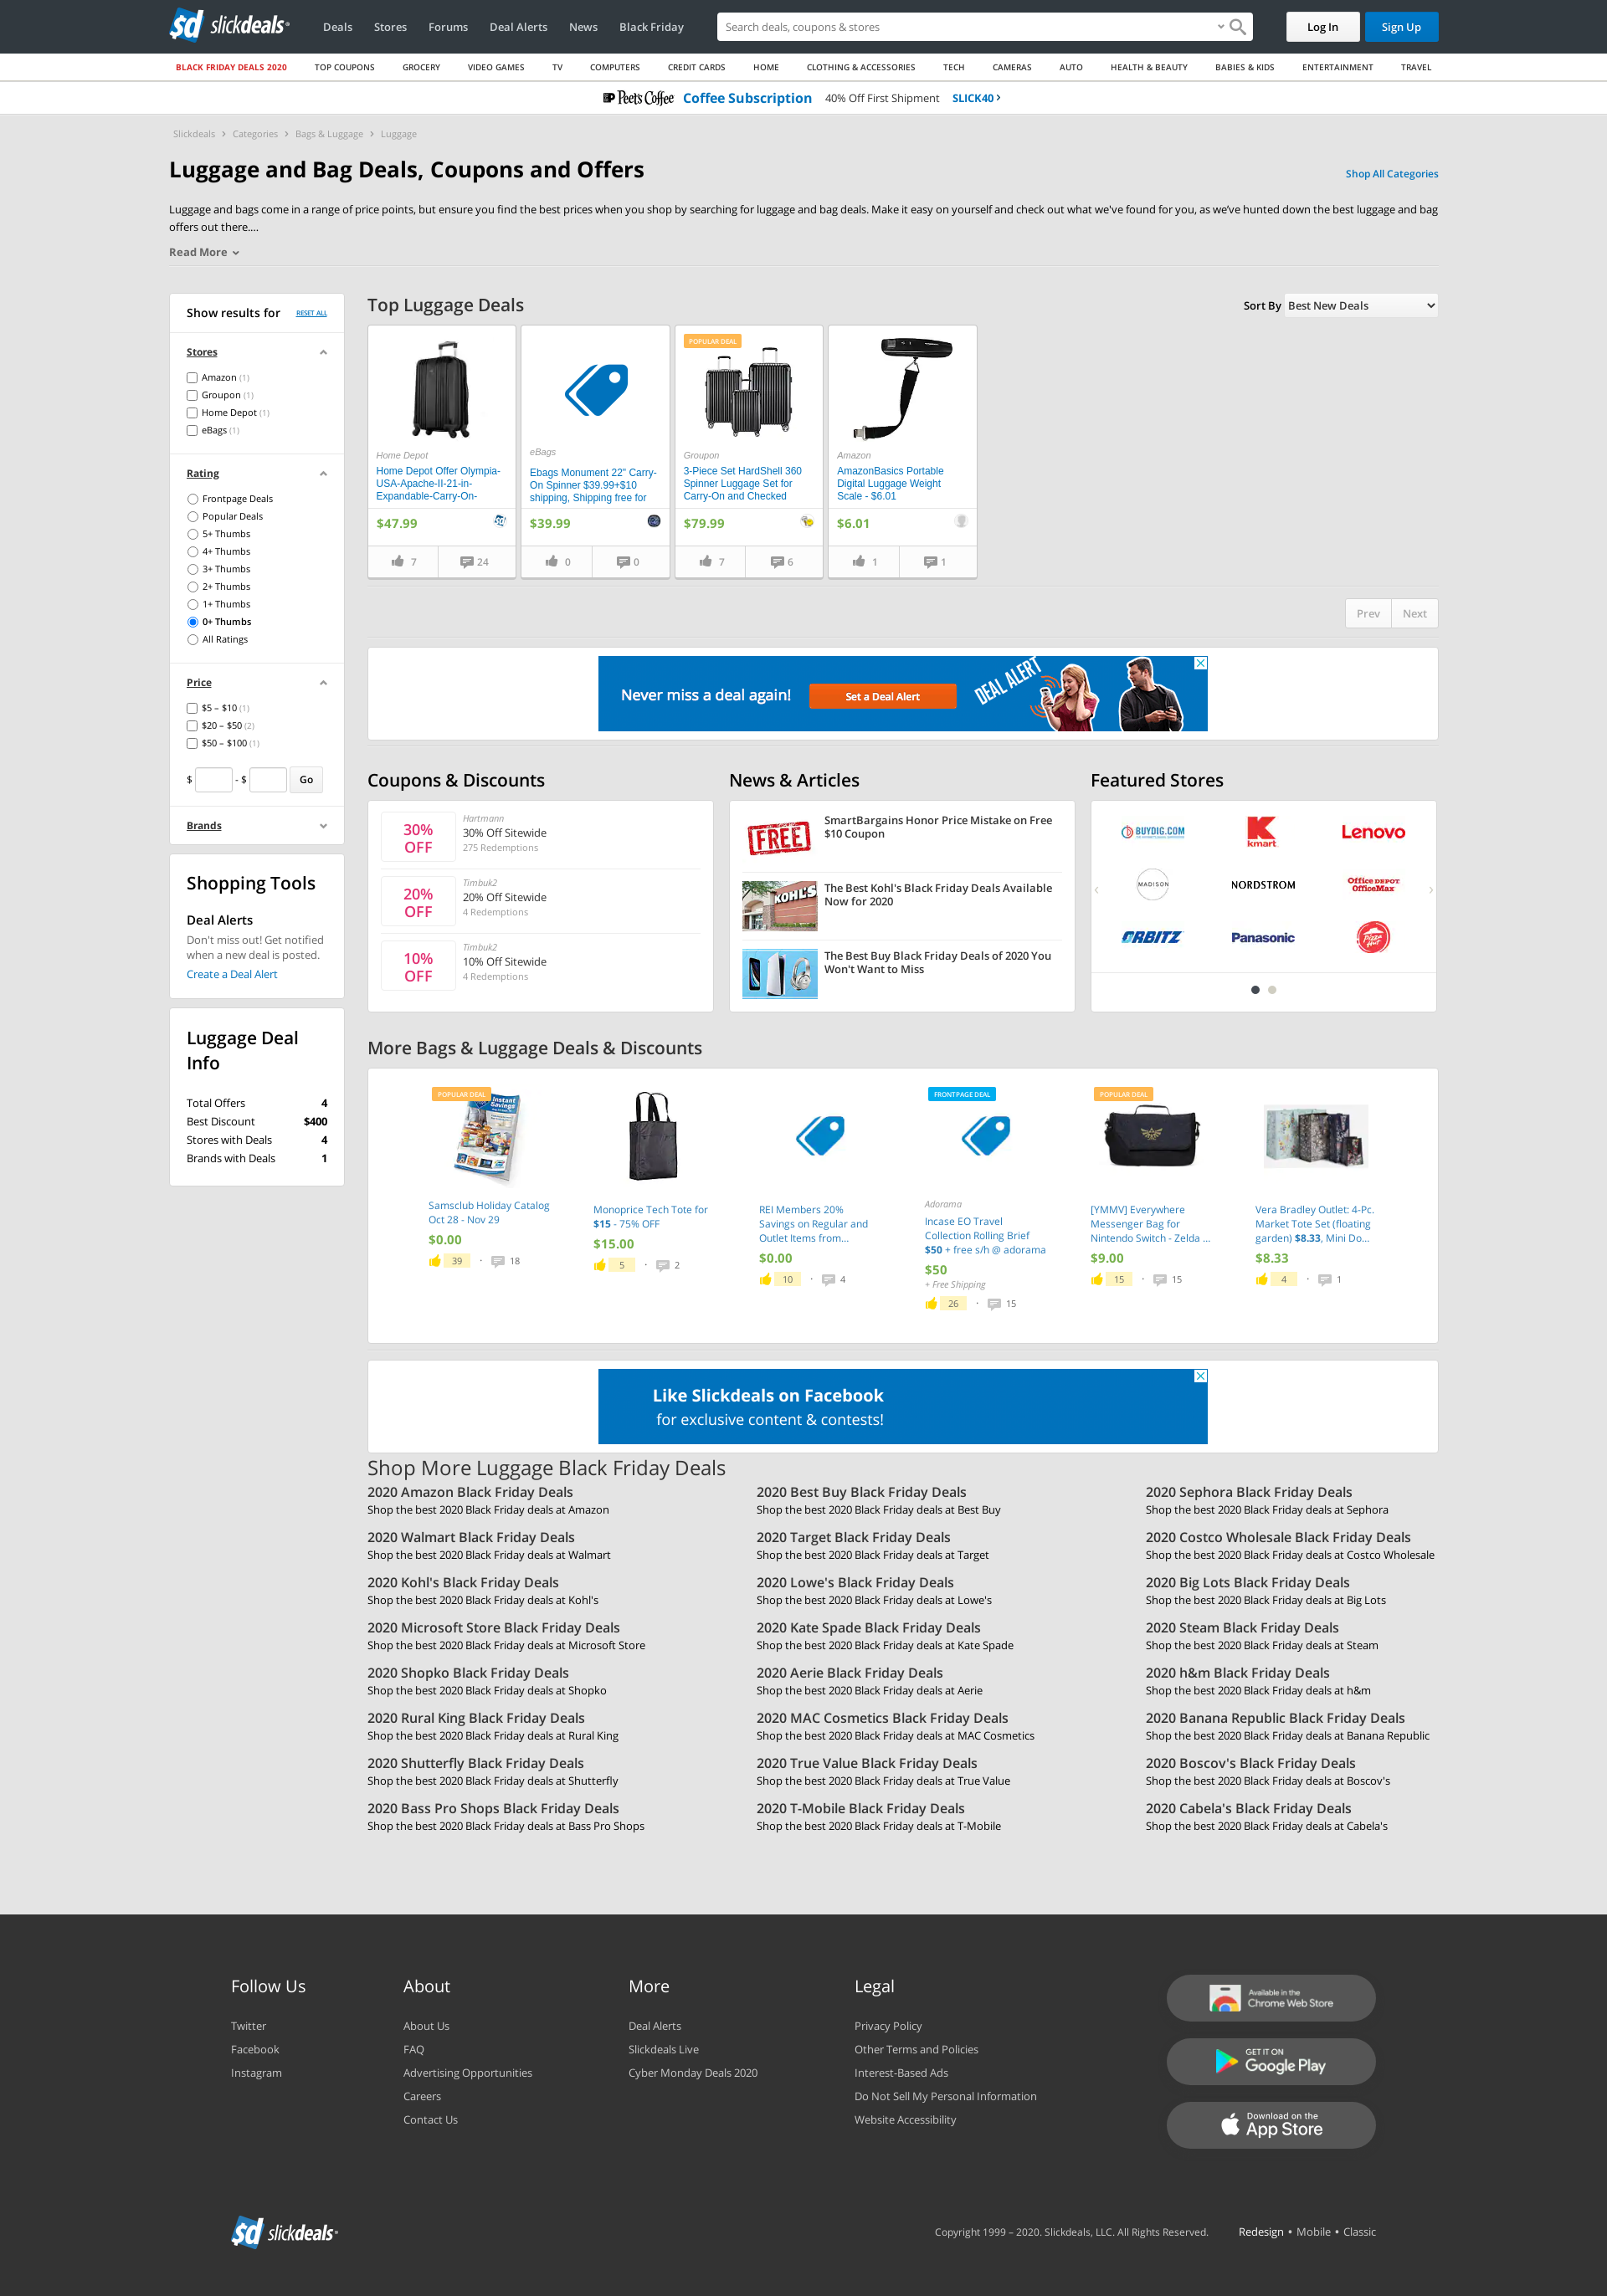 sd slickdeals
Deals Stores Forums Deal Alerts News Black Friday
Search deals, coupons & stores
Log In Sign Up
BLACK FRIDAY DEALS 2020 TOP COUPONS GROCERY VIDEO GAMES TV COMPUTERS CREDIT CARDS HOME CLOTHING & ACCESSORIES TECH CAMERAS AUTO HEALTH & BEAUTY BABIES & KIDS ENTERTAINMENT TRAVEL
Peet's Coffee Coffee Subscription 40% Off First Shipment SLICK40 ›
Slickdeals › Categories › Bags & Luggage › Luggage
Luggage and Bag Deals, Coupons and Offers
Shop All Categories
Luggage and bags come in a range of price points, but ensure you find the best prices when you shop by searching for luggage and bag deals. Make it easy on yourself and check out what we've found for you, as we've hunted down the best luggage and bag
offers out there....
Read More
Show results for RESET ALL
Stores
Amazon (1)
Groupon (1)
Home Depot (1)
eBags (1)
Rating
Frontpage Deals
Popular Deals
5+ Thumbs
4+ Thumbs
3+ Thumbs
2+ Thumbs
1+ Thumbs
0+ Thumbs
All Ratings
Price
$5 – $10 (1)
$20 – $50 (2)
$50 – $100 (1)
$ - $ Go
Brands
Shopping Tools
Deal Alerts
Don't miss out! Get notified
when a new deal is posted.
Create a Deal Alert
Luggage Deal
Info
Total Offers 4
Best Discount $400
Stores with Deals 4
Brands with Deals 1
Top Luggage Deals
Sort By Best New Deals
Home Depot
Home Depot Offer Olympia-
USA-Apache-II-21-in-
Expandable-Carry-On-
$47.99
7 24
eBags
Ebags Monument 22" Carry-
On Spinner $39.99+$10
shipping, Shipping free for
$39.99
0 0
POPULAR DEAL
Groupon
3-Piece Set HardShell 360
Spinner Luggage Set for
Carry-On and Checked
$79.99
7 6
Amazon
AmazonBasics Portable
Digital Luggage Weight
Scale - $6.01
$6.01
1 1
Prev Next
Never miss a deal again! Set a Deal Alert DEAL ALERT
Coupons & Discounts
30%
OFF
Hartmann
30% Off Sitewide
275 Redemptions
20%
OFF
Timbuk2
20% Off Sitewide
4 Redemptions
10%
OFF
Timbuk2
10% Off Sitewide
4 Redemptions
News & Articles
FREE
SmartBargains Honor Price Mistake on Free
$10 Coupon
KOHL'S
The Best Kohl's Black Friday Deals Available
Now for 2020
The Best Buy Black Friday Deals of 2020 You
Won't Want to Miss
Featured Stores
BUYDIG.COM
K kmart
Lenovo
MADISON
NORDSTROM
Office DEPOT
OfficeMax
ORBITZ
Panasonic
Pizza Hut
More Bags & Luggage Deals & Discounts
POPULAR DEAL
Instant
Savings
Samsclub Holiday Catalog
Oct 28 - Nov 29
$0.00
39 · 18
Monoprice Tech Tote for
$15 - 75% OFF
$15.00
5 · 2
REI Members 20%
Savings on Regular and
Outlet Items from...
$0.00
10 · 4
FRONTPAGE DEAL
Adorama
Incase EO Travel
Collection Rolling Brief
$50 + free s/h @ adorama
$50
+ Free Shipping
26 · 15
POPULAR DEAL
[YMMV] Everywhere
Messenger Bag for
Nintendo Switch - Zelda ...
$9.00
15 · 15
Vera Bradley Outlet: 4-Pc.
Market Tote Set (floating
garden) $8.33, Mini Do...
$8.33
4 · 1
Like Slickdeals on Facebook
for exclusive content & contests!
Shop More Luggage Black Friday Deals
2020 Amazon Black Friday Deals
Shop the best 2020 Black Friday deals at Amazon
2020 Best Buy Black Friday Deals
Shop the best 2020 Black Friday deals at Best Buy
2020 Sephora Black Friday Deals
Shop the best 2020 Black Friday deals at Sephora
2020 Walmart Black Friday Deals
Shop the best 2020 Black Friday deals at Walmart
2020 Target Black Friday Deals
Shop the best 2020 Black Friday deals at Target
2020 Costco Wholesale Black Friday Deals
Shop the best 2020 Black Friday deals at Costco Wholesale
2020 Kohl's Black Friday Deals
Shop the best 2020 Black Friday deals at Kohl's
2020 Lowe's Black Friday Deals
Shop the best 2020 Black Friday deals at Lowe's
2020 Big Lots Black Friday Deals
Shop the best 2020 Black Friday deals at Big Lots
2020 Microsoft Store Black Friday Deals
Shop the best 2020 Black Friday deals at Microsoft Store
2020 Kate Spade Black Friday Deals
Shop the best 2020 Black Friday deals at Kate Spade
2020 Steam Black Friday Deals
Shop the best 2020 Black Friday deals at Steam
2020 Shopko Black Friday Deals
Shop the best 2020 Black Friday deals at Shopko
2020 Aerie Black Friday Deals
Shop the best 2020 Black Friday deals at Aerie
2020 h&m Black Friday Deals
Shop the best 2020 Black Friday deals at h&m
2020 Rural King Black Friday Deals
Shop the best 2020 Black Friday deals at Rural King
2020 MAC Cosmetics Black Friday Deals
Shop the best 2020 Black Friday deals at MAC Cosmetics
2020 Banana Republic Black Friday Deals
Shop the best 2020 Black Friday deals at Banana Republic
2020 Shutterfly Black Friday Deals
Shop the best 2020 Black Friday deals at Shutterfly
2020 True Value Black Friday Deals
Shop the best 2020 Black Friday deals at True Value
2020 Boscov's Black Friday Deals
Shop the best 2020 Black Friday deals at Boscov's
2020 Bass Pro Shops Black Friday Deals
Shop the best 2020 Black Friday deals at Bass Pro Shops
2020 T-Mobile Black Friday Deals
Shop the best 2020 Black Friday deals at T-Mobile
2020 Cabela's Black Friday Deals
Shop the best 2020 Black Friday deals at Cabela's
Follow Us
Twitter
Facebook
Instagram
About
About Us
FAQ
Advertising Opportunities
Careers
Contact Us
More
Deal Alerts
Slickdeals Live
Cyber Monday Deals 2020
Legal
Privacy Policy
Other Terms and Policies
Interest-Based Ads
Do Not Sell My Personal Information
Website Accessibility
Available in the
Chrome Web Store
GET IT ON
Google Play
Download on the
App Store
sd slickdeals
Copyright 1999 – 2020. Slickdeals, LLC. All Rights Reserved.
Redesign • Mobile • Classic